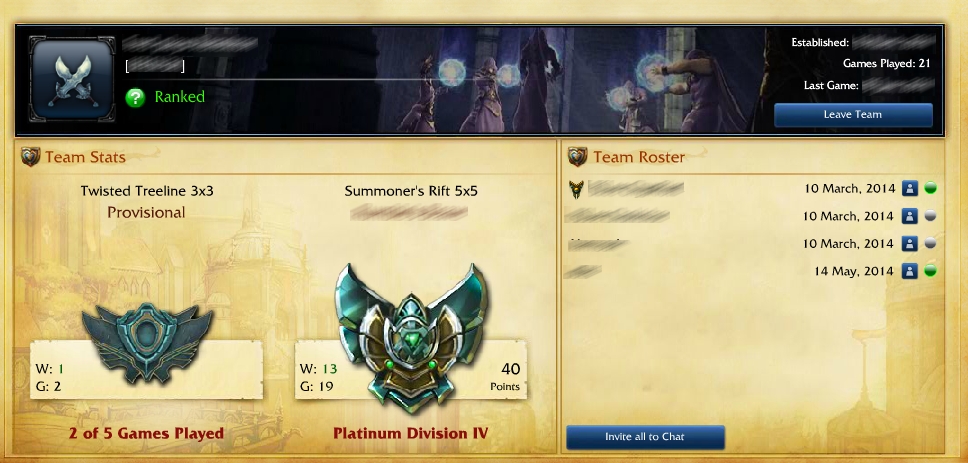 Established:
[ ]
Games Played: 21
? Ranked
Last Game:
Leave Team
Team Stats
Twisted Treeline 3x3
Provisional
W: 1
G: 2
2 of 5 Games Played
Summoner's Rift 5x5
W: 13
G: 19
40
Points
Platinum Division IV
Team Roster
10 March, 2014
10 March, 2014
10 March, 2014
14 May, 2014
Invite all to Chat